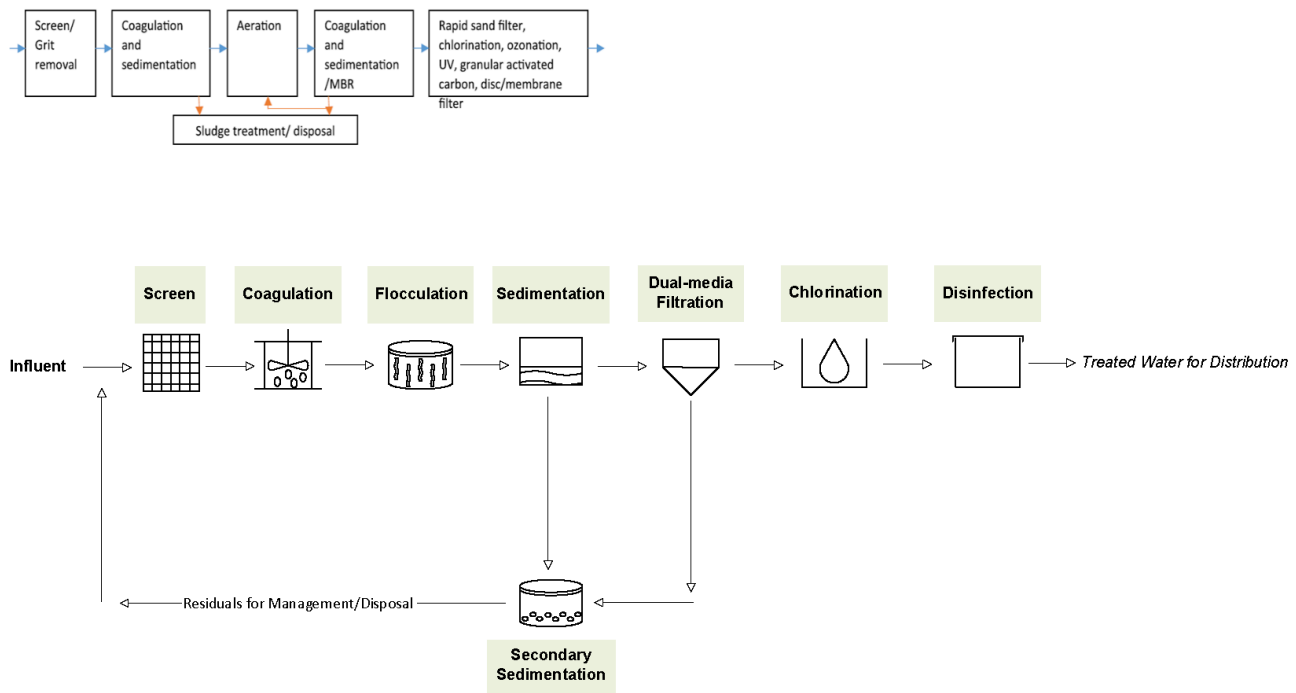 Screen/
Grit
removal
Coagulation
and
sedimentation
Aeration
Coagulation
and
sedimentation
/MBR
Rapid sand filter,
chlorination, ozonation,
UV, granular activated
carbon, disc/membrane
filter
Sludge treatment/ disposal
Screen
Coagulation
Flocculation
Sedimentation
Dual-media
Filtration
Chlorination
Disinfection
Influent
Treated Water for Distribution
Residuals for Management/Disposal
Secondary
Sedimentation